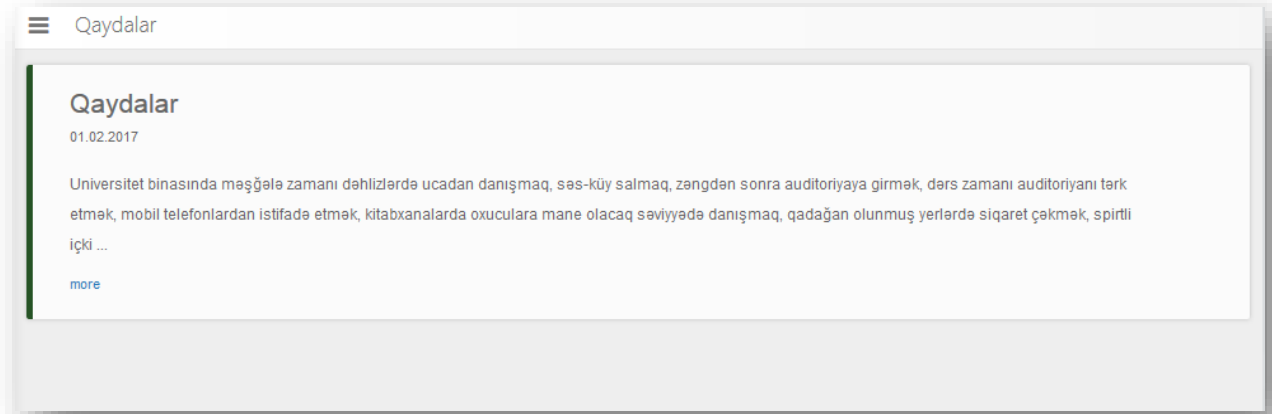 Qaydalar
Qaydalar
01.02.2017
Universitet binasında məşğələ zamanı dəhlizlərdə ucadan danışmaq, səs-küy salmaq, zəngdən sonra auditoriyaya girmək, dərs zamanı auditoriyanı tərk
etmək, mobil telefonlardan istifadə etmək, kitabxanalarda oxuculara mane olacaq səviyyədə danışmaq, qadağan olunmuş yerlərdə siqaret çəkmək, spirtli
içki ...
more